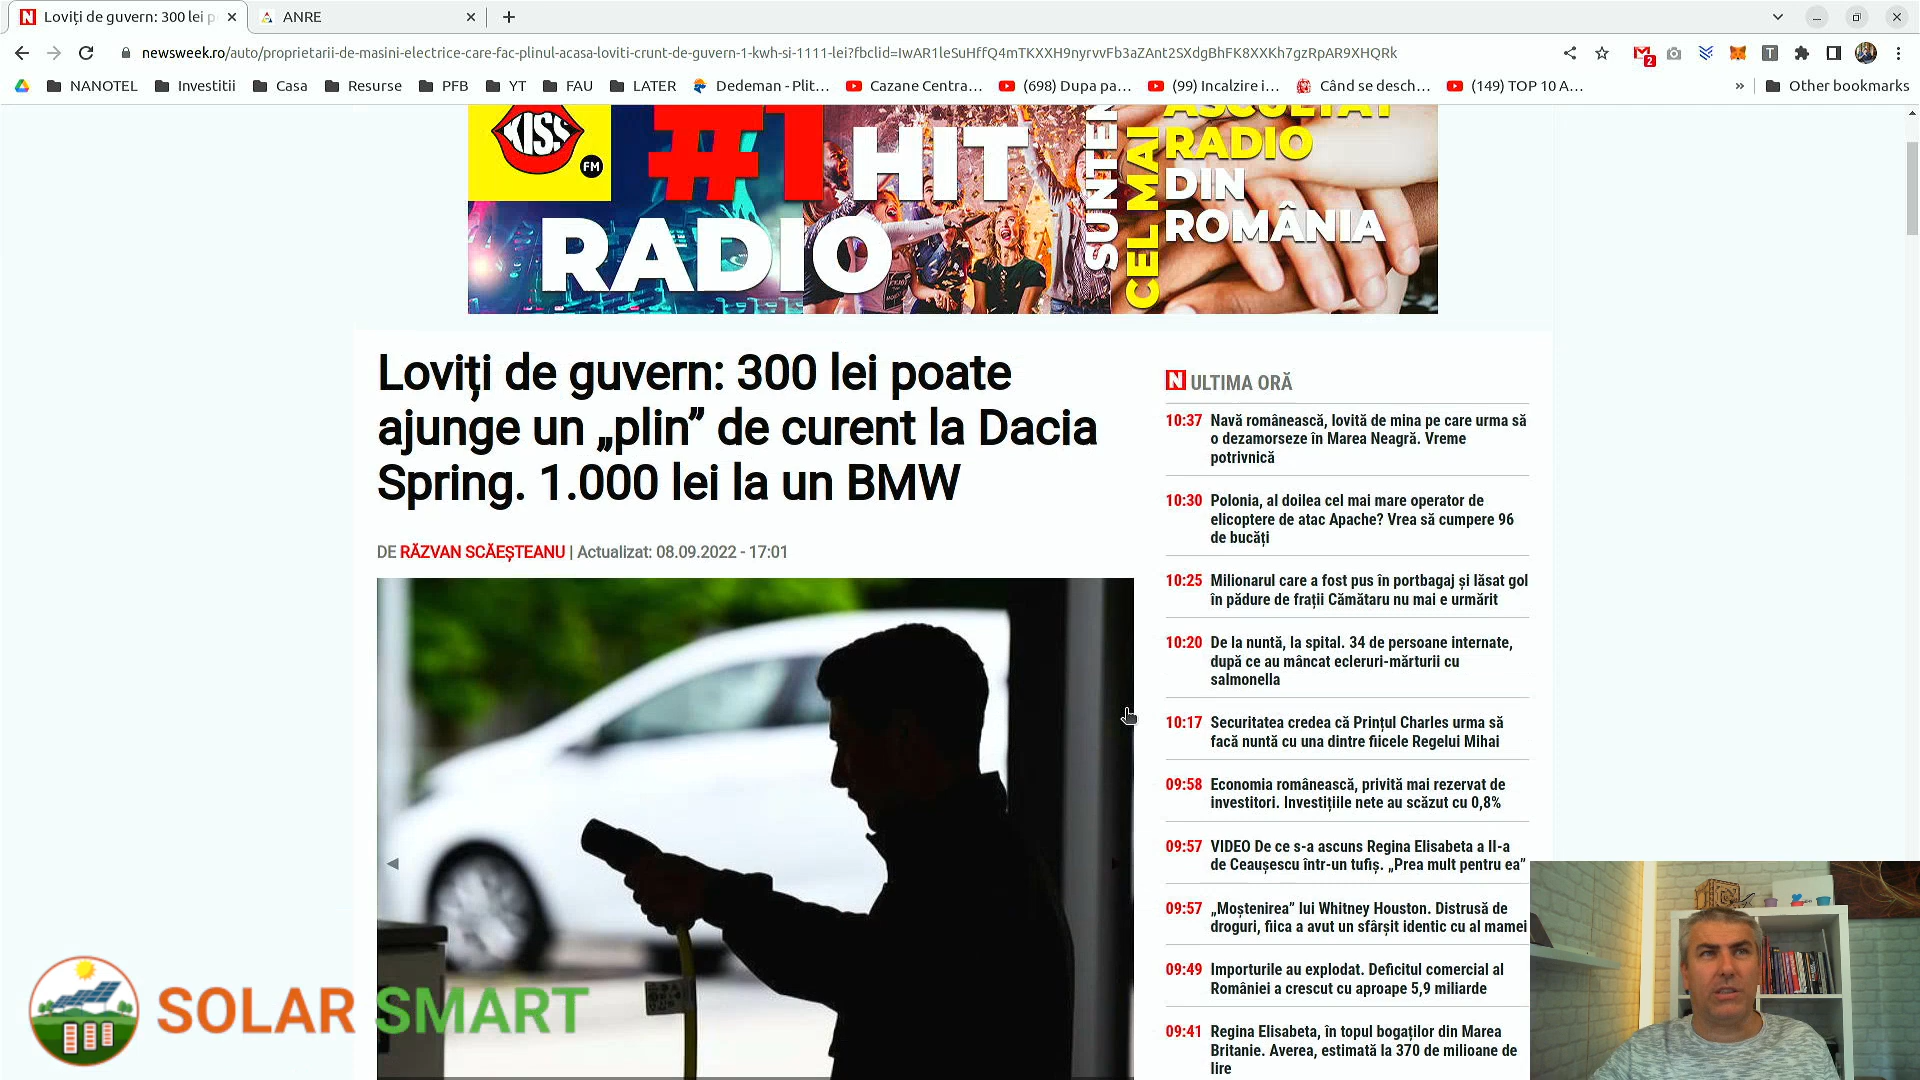 Loviți de guvern: 300 lei p
ANRE
newsweek.ro/auto/proprietarii-de-masini-electrice-care-fac-plinul-acasa-loviti-crunt-de-guvern-1-kwh-si-1111-lei?fbclid=IwAR1leSuHffQ4mTKXXH9nyrvvFb3aZAnt2SXdgBhFK8XXKh7gzRpAR9XHQRk
2
NANOTEL
Investitii
Casa
Resurse
PFB
YT
FAU
LATER
Dedeman - Plit...
Cazane Centra...
(698) Dupa pa...
(99) Incalzire i...
Când se desch...
(149) TOP 10 A...
»
Other bookmarks
KISS
FM
#1 HIT
RADIO
SUNTEM
CEL MAI
ASCULTAT
RADIO
DIN
ROMÂNIA
Loviți de guvern: 300 lei poate
ajunge un „plin” de curent la Dacia
Spring. 1.000 lei la un BMW
DE RĂZVAN SCĂEȘTEANU | Actualizat: 08.09.2022 - 17:01
N ULTIMA ORĂ
10:37 Navă românească, lovită de mina pe care urma să
o dezamorseze în Marea Neagră. Vreme
potrivnică
10:30 Polonia, al doilea cel mai mare operator de
elicoptere de atac Apache? Vrea să cumpere 96
de bucăți
10:25 Milionarul care a fost pus în portbagaj și lăsat gol
în pădure de frații Cămătaru nu mai e urmărit
10:20 De la nuntă, la spital. 34 de persoane internate,
după ce au mâncat ecleruri-mărturii cu
salmonella
10:17 Securitatea credea că Prințul Charles urma să
facă nuntă cu una dintre fiicele Regelui Mihai
09:58 Economia românească, privită mai rezervat de
investitori. Investițiile nete au scăzut cu 0,8%
09:57 VIDEO De ce s-a ascuns Regina Elisabeta a II-a
de Ceaușescu într-un tufiș. „Prea mult pentru ea”
09:57 „Moștenirea” lui Whitney Houston. Distrusă de
droguri, fiica a avut un sfârșit identic cu al mamei
09:49 Importurile au explodat. Deficitul comercial al
României a crescut cu aproape 5,9 miliarde
09:41 Regina Elisabeta, în topul bogaților din Marea
Britanie. Averea, estimată la 370 de milioane de
lire
SOLAR SMART